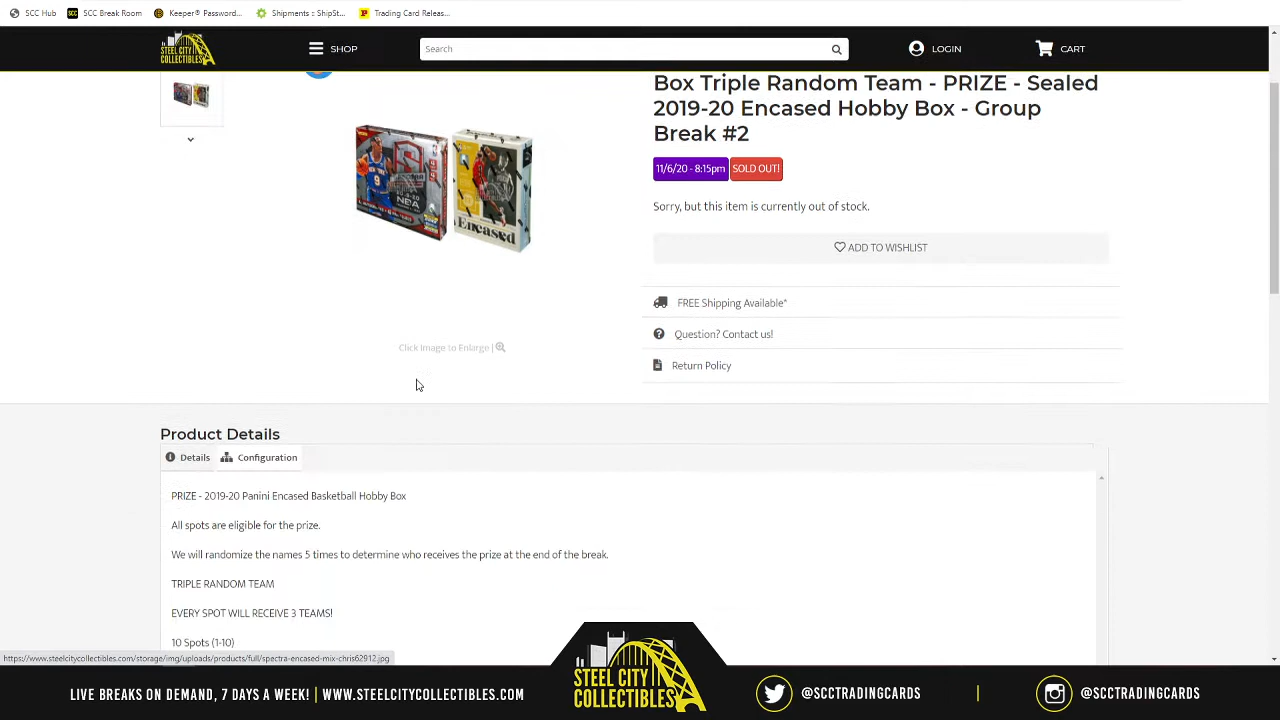 SCC Hub
SCC Break Room
Keeper® Password...
Shipments :: ShipSt...
Trading Card Releas...
STEEL CITY
COLLECTIBLES
SHOP
Search
LOGIN
CART
Box Triple Random Team - PRIZE - Sealed
2019-20 Encased Hobby Box - Group
Break #2
11/6/20 - 8:15pm
SOLD OUT!
Sorry, but this item is currently out of stock.
ADD TO WISHLIST
FREE Shipping Available*
Question? Contact us!
Return Policy
NBA
Encased
Click Image to Enlarge |
Product Details
Details
Configuration
PRIZE - 2019-20 Panini Encased Basketball Hobby Box
All spots are eligible for the prize.
We will randomize the names 5 times to determine who receives the prize at the end of the break.
TRIPLE RANDOM TEAM
EVERY SPOT WILL RECEIVE 3 TEAMS!
10 Spots (1-10)
https://www.steelcitycollectibles.com/storage/img/uploads/products/full/spectra-encased-mix-chris62912.jpg
LIVE BREAKS ON DEMAND, 7 DAYS A WEEK! | WWW.STEELCITYCOLLECTIBLES.COM
STEEL CITY
COLLECTIBLES
@SCCTRADINGCARDS
@SCCTRADINGCARDS